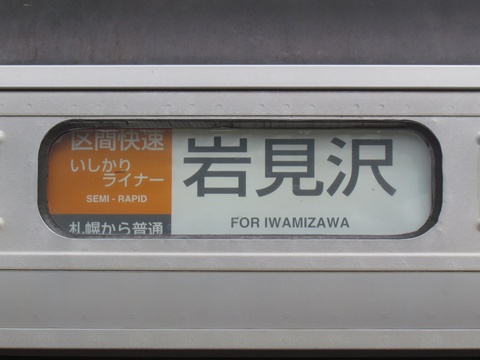 区間快速
いしかり
ライナー
SEMI - RAPID
札幌から普通
岩見沢
FOR IWAMIZAWA